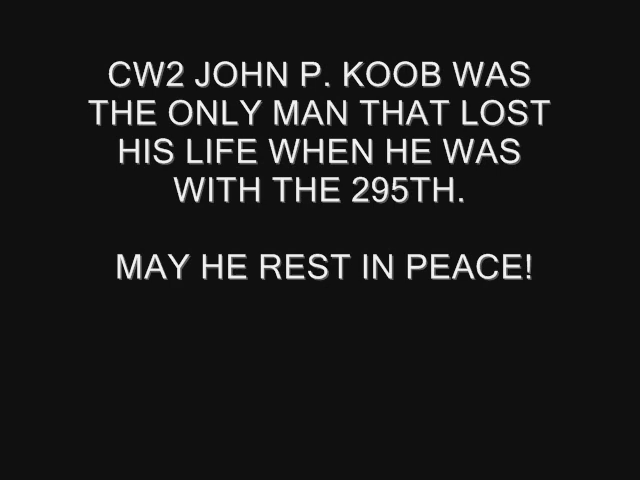 CW2 JOHN P. KOOB WAS
THE ONLY MAN THAT LOST
HIS LIFE WHEN HE WAS
WITH THE 295TH.
MAY HE REST IN PEACE!